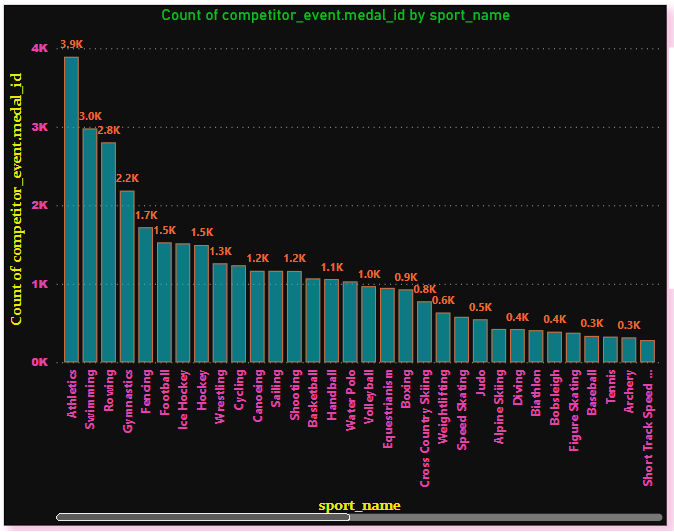 Count of competitor_event.medal_id by sport_name
Count of competitor_event.medal_id
4K
3K
2K
1K
0K
3.9K
3.0K
2.8K
2.2K
1.7K
1.5K
1.5K
1.3K
1.2K
1.2K
1.1K
1.0K
0.9K
0.8K
0.6K
0.5K
0.4K
0.4K
0.3K
0.3K
Athletics
Swimming
Rowing
Gymnastics
Fencing
Football
Ice Hockey
Hockey
Wrestling
Cycling
Canoeing
Sailing
Shooting
Basketball
Handball
Water Polo
Volleyball
Equestrianism
Boxing
Cross Country Skiing
Weightlifting
Speed Skating
Judo
Alpine Skiing
Diving
Biathlon
Bobsleigh
Figure Skating
Baseball
Tennis
Archery
Short Track Speed ...
sport_name